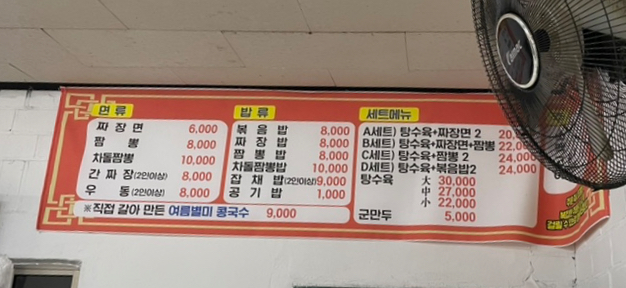 면 류
짜 장 면 6,000
짬 뽕 8,000
차돌짬뽕 10,000
간 짜 장(2인이상) 8,000
우 동(2인이상) 8,000
※직접 갈아 만든 여름별미 콩국수 9,000
밥 류
볶 음 밥 8,000
짜 장 밥 8,000
짬 뽕 밥 8,000
차돌짬뽕밥 10,000
잡 채 밥(2인이상) 9,000
공 기 밥 1,000
세트메뉴
A세트) 탕수육+짜장면 2
B세트) 탕수육+짜장면+짬뽕 22,000
C세트) 탕수육+짬뽕 2 24,000
D세트) 탕수육+볶음밥2 24,000
탕수육 大 30,000
中 27,000
小 22,000
군만두 5,000